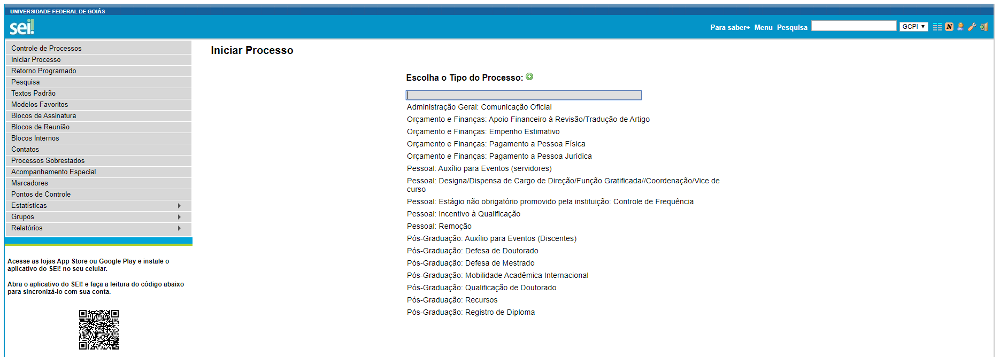 UNIVERSIDADE FEDERAL DE GOIÁS
sei!
Para saber+ Menu Pesquisa GCPI
Controle de Processos
Iniciar Processo
Retorno Programado
Pesquisa
Textos Padrão
Modelos Favoritos
Blocos de Assinatura
Blocos de Reunião
Blocos Internos
Contatos
Processos Sobrestados
Acompanhamento Especial
Marcadores
Pontos de Controle
Estatísticas
Grupos
Relatórios
Acesse as lojas App Store ou Google Play e instale o
aplicativo do SEI! no seu celular.
Abra o aplicativo do SEI! e faça a leitura do código abaixo
para sincronizá-lo com sua conta.
Iniciar Processo
Escolha o Tipo do Processo:
Administração Geral: Comunicação Oficial
Orçamento e Finanças: Apoio Financeiro à Revisão/Tradução de Artigo
Orçamento e Finanças: Empenho Estimativo
Orçamento e Finanças: Pagamento a Pessoa Física
Orçamento e Finanças: Pagamento a Pessoa Jurídica
Pessoal: Auxílio para Eventos (servidores)
Pessoal: Designa/Dispensa de Cargo de Direção/Função Gratificada//Coordenação/Vice de
curso
Pessoal: Estágio não obrigatório promovido pela instituição: Controle de Frequência
Pessoal: Incentivo à Qualificação
Pessoal: Remoção
Pós-Graduação: Auxílio para Eventos (Discentes)
Pós-Graduação: Defesa de Doutorado
Pós-Graduação: Defesa de Mestrado
Pós-Graduação: Mobilidade Acadêmica Internacional
Pós-Graduação: Qualificação de Doutorado
Pós-Graduação: Recursos
Pós-Graduação: Registro de Diploma